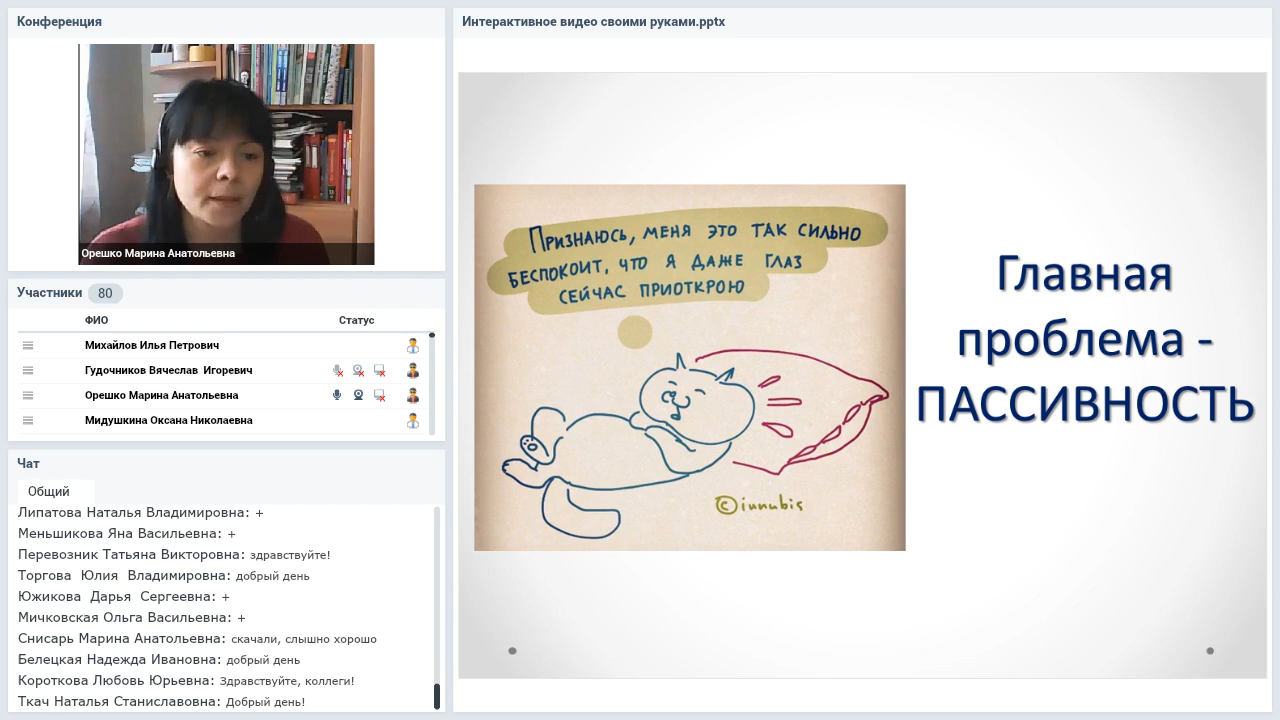 Конференция
Орешко Марина Анатольевна
Участники 80
ФИО Статус
Михайлов Илья Петрович
Гудочников Вячеслав Игоревич
Орешко Марина Анатольевна
Мидушкина Оксана Николаевна
Чат
Общий
Липатова Наталья Владимировна: +
Меньшикова Яна Васильевна: +
Перевозник Татьяна Викторовна: здравствуйте!
Торгова Юлия Владимировна: добрый день
Южикова Дарья Сергеевна: +
Мичковская Ольга Васильевна: +
Снисарь Марина Анатольевна: скачали, слышно хорошо
Белецкая Надежда Ивановна: добрый день
Короткова Любовь Юрьевна: Здравствуйте, коллеги!
Ткач Наталья Станиславовна: Добрый день!
Интерактивное видео своими руками.pptx
Признаюсь, меня это так сильно
беспокоит, что я даже глаз
сейчас приоткрою
©iunubis
Главная
проблема -
ПАССИВНОСТЬ